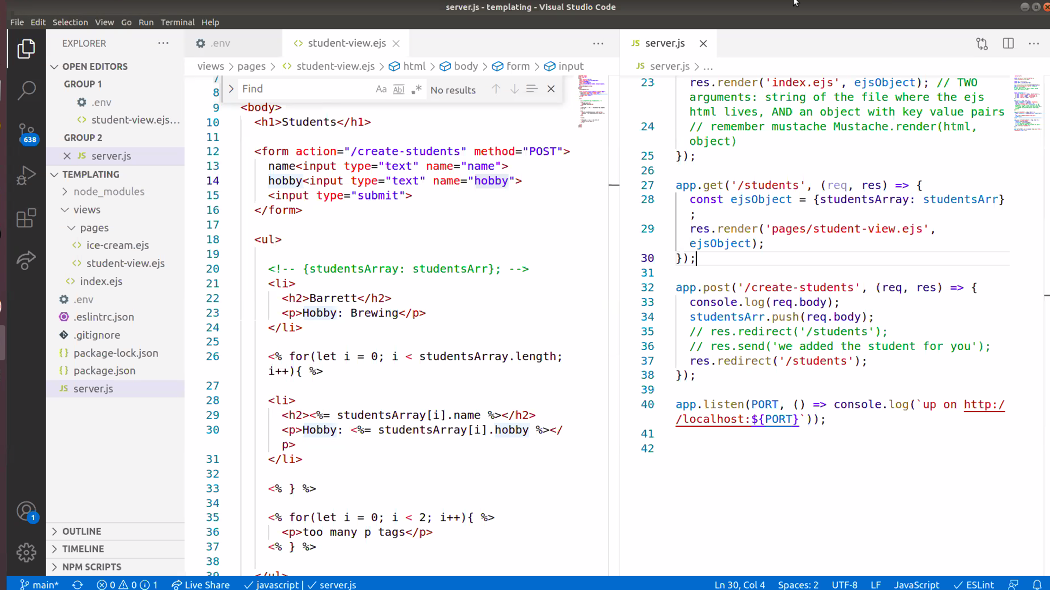 server.js - templating - Visual Studio Code
File Edit Selection View Go Run Terminal Help
EXPLORER
OPEN EDITORS
GROUP 1
.env
student-view.ejs...
GROUP 2
JS server.js
TEMPLATING
node_modules
views
pages
<> ice-cream.ejs
<> student-view.ejs
<> index.ejs
.env
.eslintrc.json
.gitignore
{} package-lock.json
{} package.json
JS server.js
OUTLINE
TIMELINE
NPM SCRIPTS
638
1
.env
<> student-view.ejs
views > pages > <> student-view.ejs > html > body > form > input
Find
Aa Ab .*
No results
7
8
9 <body>
10 <h1>Students</h1>
11
12 <form action="/create-students" method="POST">
13 name<input type="text" name="name">
14 hobby<input type="text" name="hobby">
15 <input type="submit">
16 </form>
17
18 <ul>
19
20 <!-- {studentsArray: studentsArr}; -->
21 <li>
22 <h2>Barrett</h2>
23 <p>Hobby: Brewing</p>
24 </li>
25
26 <% for(let i = 0; i < studentsArray.length;
i++){ %>
27
28 <li>
29 <h2><%= studentsArray[i].name %></h2>
30 <p>Hobby: <%= studentsArray[i].hobby %></
p>
31 </li>
32
33 <% } %>
34
35 <% for(let i = 0; i < 2; i++){ %>
36 <p>too many p tags</p>
37 <% } %>
38
39 </ul>
JS server.js
JS server.js > ...
23 res.render('index.ejs', ejsObject); // TWO
arguments: string of the file where the ejs
html lives, AND an object with key value pairs
24 // remember mustache Mustache.render(html,
object)
25 });
26
27 app.get('/students', (req, res) => {
28 const ejsObject = {studentsArray: studentsArr}
;
29 res.render('pages/student-view.ejs',
ejsObject);
30 });
31
32 app.post('/create-students', (req, res) => {
33 console.log(req.body);
34 studentsArr.push(req.body);
35 // res.redirect('/students');
36 // res.send('we added the student for you');
37 res.redirect('/students');
38 });
39
40 app.listen(PORT, () => console.log(`up on http:/
/localhost:${PORT}`));
41
42
main* 0 0 1 Live Share javascript | server.js Ln 30, Col 4 Spaces: 2 UTF-8 LF JavaScript ESLint